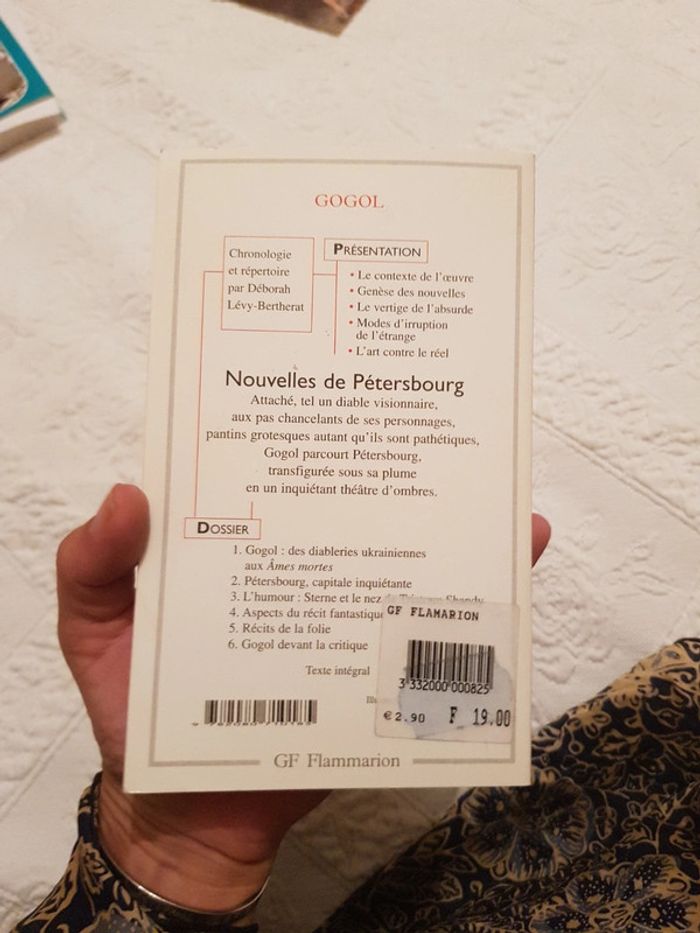 GOGOL
Chronologie
et répertoire
par Déborah
Lévy-Bertherat
PRÉSENTATION
• Le contexte de l'œuvre
• Genèse des nouvelles
• Le vertige de l'absurde
• Modes d'irruption
de l'étrange
• L'art contre le réel
Nouvelles de Pétersbourg
Attaché, tel un diable visionnaire,
aux pas chancelants de ses personnages,
pantins grotesques autant qu'ils sont pathétiques,
Gogol parcourt Pétersbourg,
transfigurée sous sa plume
en un inquiétant théâtre d'ombres.
DOSSIER
1. Gogol : des diableries ukrainiennes
aux Âmes mortes
2. Pétersbourg, capitale inquiétante
3. L'humour : Sterne et le nez de Tristram Shandy
4. Aspects du récit fantastique
5. Récits de la folie
6. Gogol devant la critique
Texte intégral
GF FLAMARION
3 332000 000825
€2.90 F 19,00
GF Flammarion